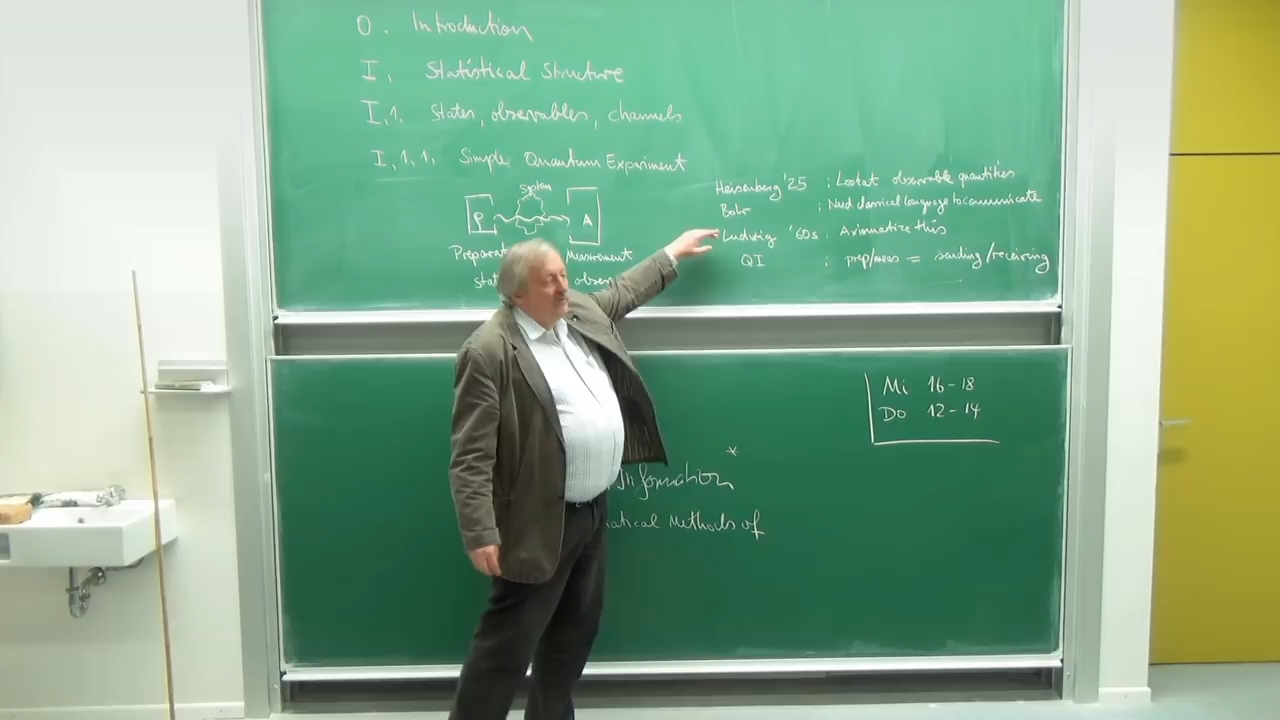 0. Introduction
I. Statistical Structure
I,1. States, observables, channels
I,1,1, Simple Quantum Experiment
System
P A
Measurement
Heisenberg '25 : Look at observable quantities
Bohr : Need classical language to communicate
Ludwig '60s : Axiomatize this
QI : prep/meas = sending/receiving
Mi 16-18
Do 12-14
Information *
Methods of